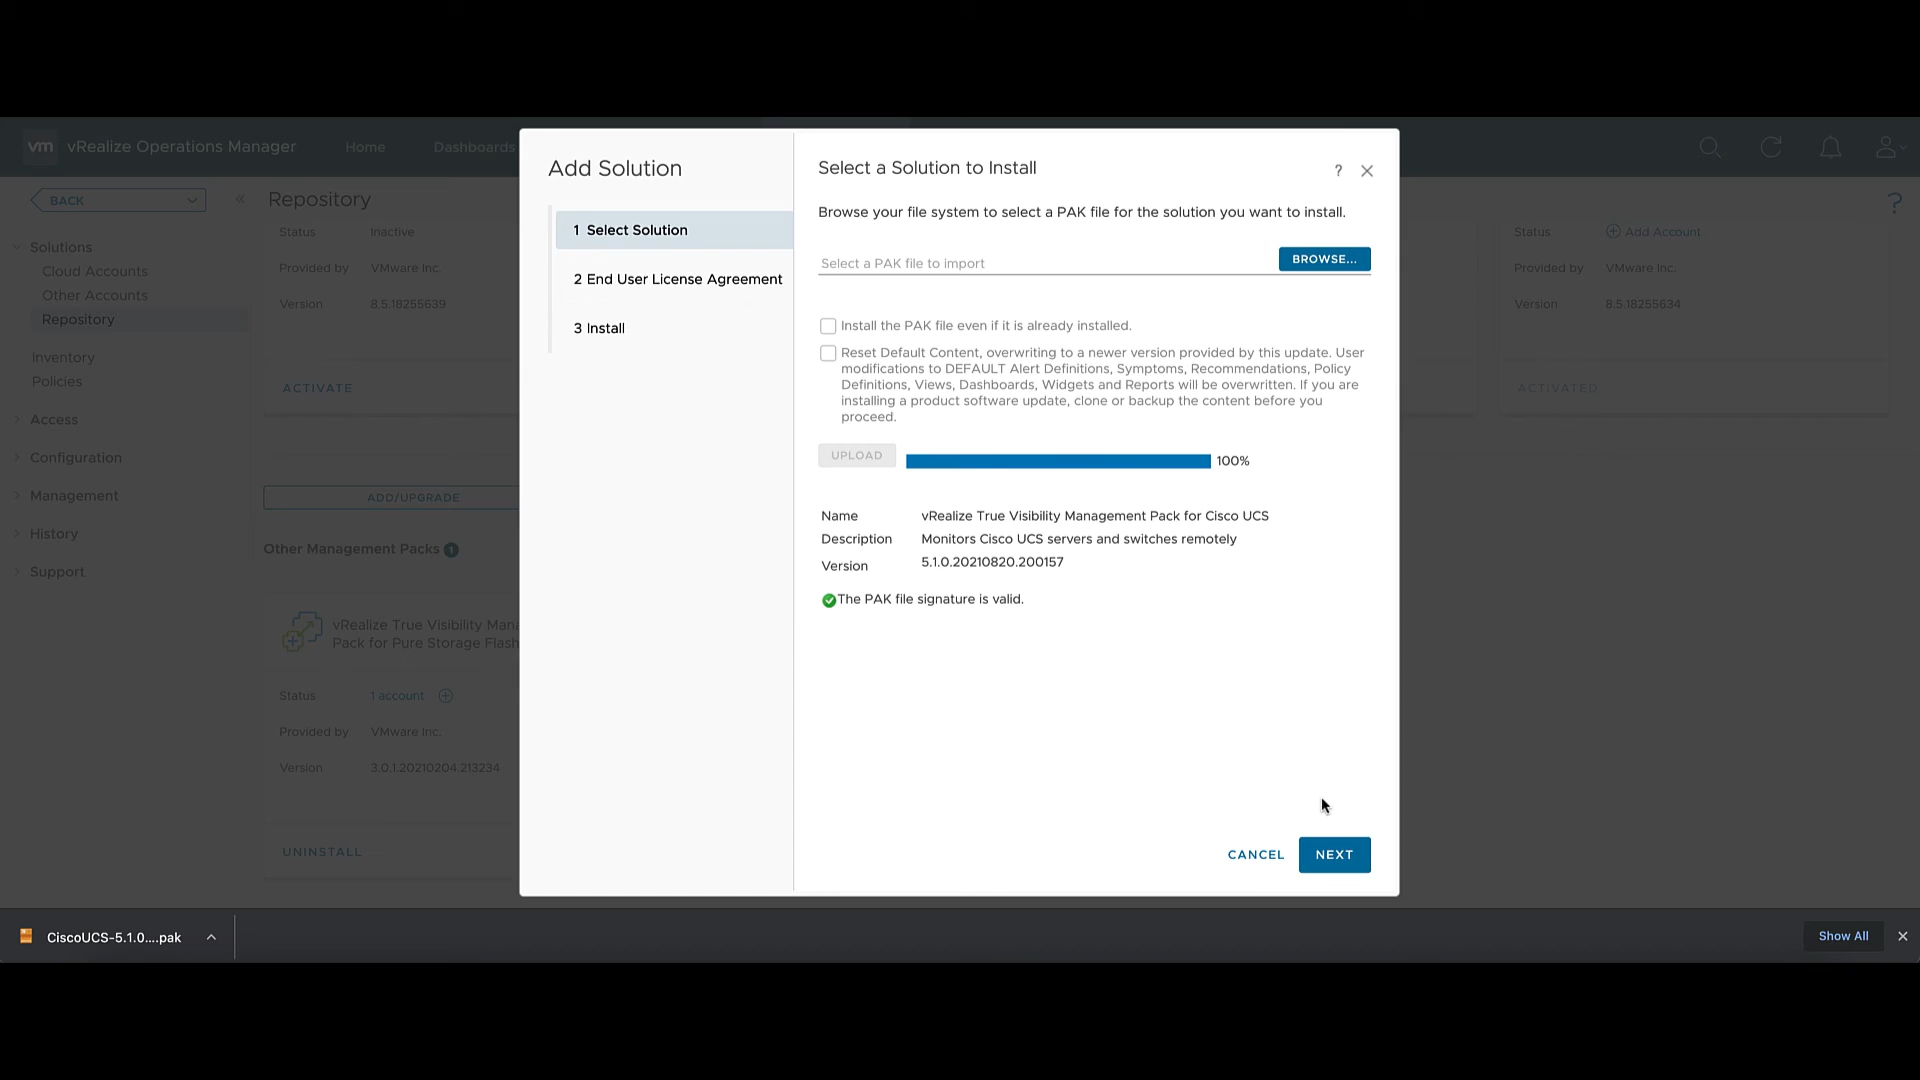 vm vRealize Operations Manager Home Dashboards
BACK
Repository
Solutions
Cloud Accounts
Other Accounts
Repository
Inventory
Policies
Access
Configuration
Management
History
Support
Status Inactive
Provided by VMware Inc.
Version 8.5.18255639
ACTIVATE
ADD/UPGRADE
Other Management Packs 1
vRealize True Visibility Mana
Pack for Pure Storage Flash
Status 1 account
Provided by VMware Inc.
Version 3.0.1.20210204.213234
UNINSTALL
Add Solution
1 Select Solution
2 End User License Agreement
3 Install
Select a Solution to Install
?
Browse your file system to select a PAK file for the solution you want to install.
Select a PAK file to import
BROWSE...
Install the PAK file even if it is already installed.
Reset Default Content, overwriting to a newer version provided by this update. User
modifications to DEFAULT Alert Definitions, Symptoms, Recommendations, Policy
Definitions, Views, Dashboards, Widgets and Reports will be overwritten. If you are
installing a product software update, clone or backup the content before you
proceed.
UPLOAD 100%
Name vRealize True Visibility Management Pack for Cisco UCS
Description Monitors Cisco UCS servers and switches remotely
Version 5.1.0.20210820.200157
The PAK file signature is valid.
CANCEL NEXT
?
Status Add Account
Provided by VMware Inc.
Version 8.5.18255634
ACTIVATED
CiscoUCS-5.1.0....pak
Show All